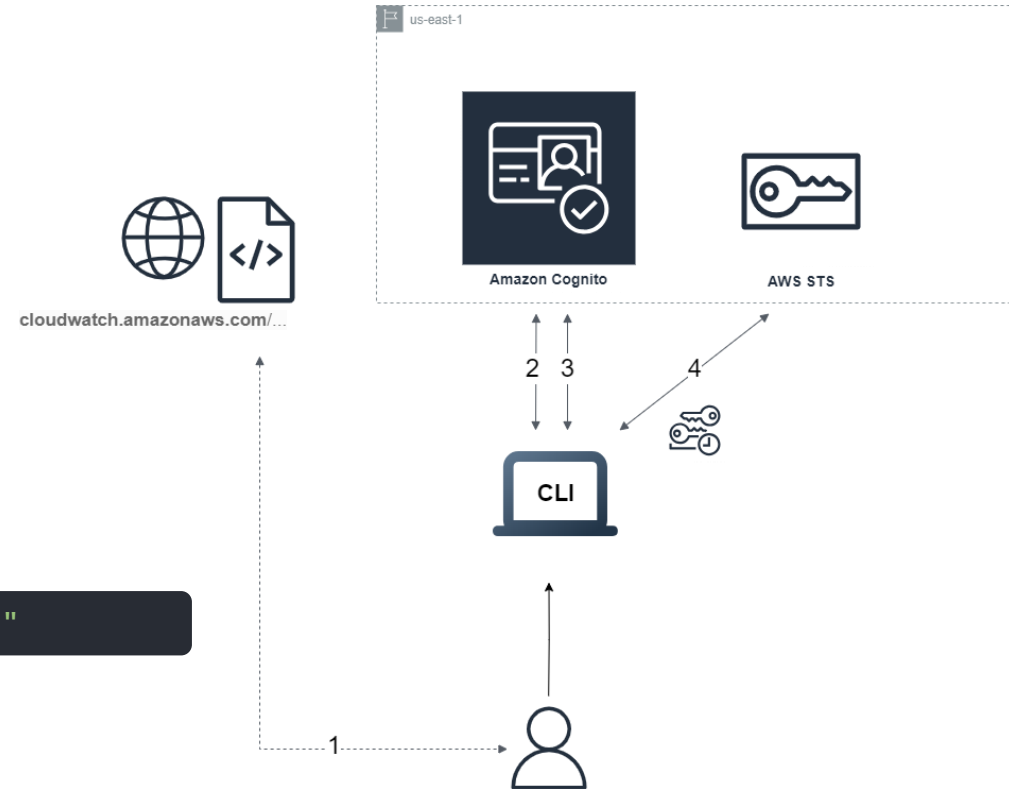 us-east-1
Amazon Cognito
AWS STS
cloudwatch.amazonaws.com/...
2 3
4
CLI
"
1